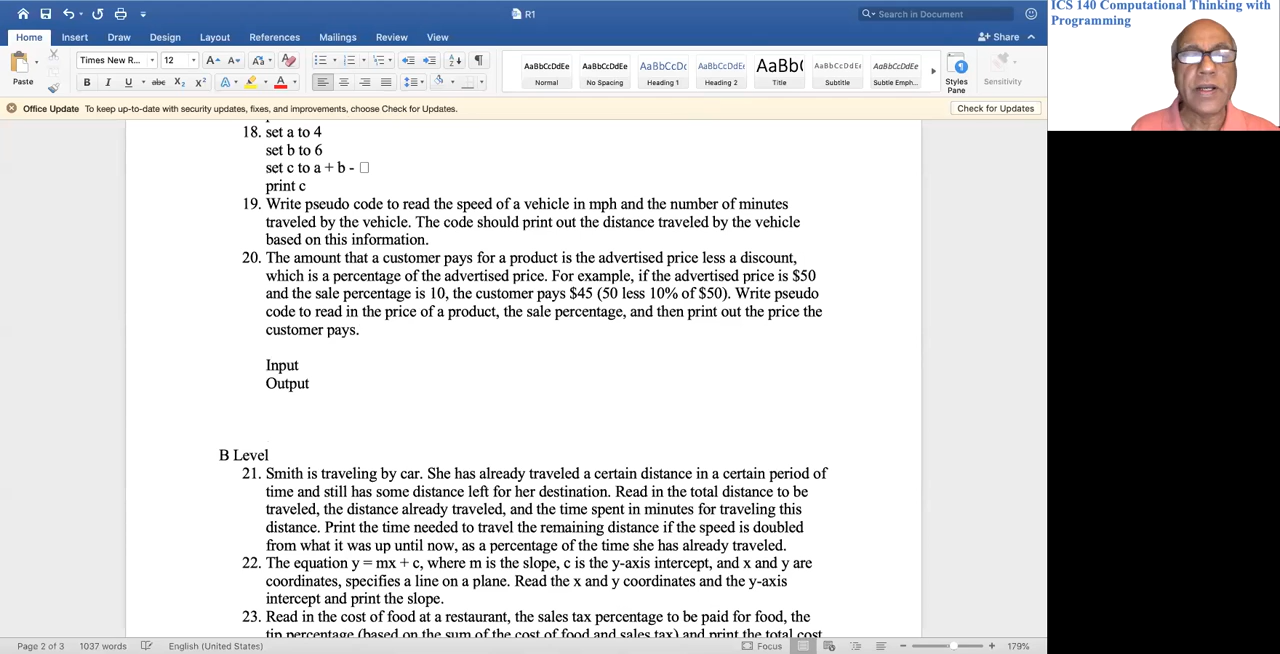 R1
Search in Document
ICS 140 Computational Thinking with
Programming
Home Insert Draw Design Layout References Mailings Review View
Share
Paste
Times New R... 12
AaBbCcDdEe AaBbCcDdEe AaBbCcDc AaBbCcDdEe AaBb( AaBbCcDdEe AaBbCcDdEe
Normal No Spacing Heading 1 Heading 2 Title Subtitle Subtle Emph...
Styles
Pane
Sensitivity
Office Update To keep up-to-date with security updates, fixes, and improvements, choose Check for Updates.
Check for Updates
18. set a to 4
set b to 6
set c to a + b - □
print c
19. Write pseudo code to read the speed of a vehicle in mph and the number of minutes
traveled by the vehicle. The code should print out the distance traveled by the vehicle
based on this information.
20. The amount that a customer pays for a product is the advertised price less a discount,
which is a percentage of the advertised price. For example, if the advertised price is $50
and the sale percentage is 10, the customer pays $45 (50 less 10% of $50). Write pseudo
code to read in the price of a product, the sale percentage, and then print out the price the
customer pays.
Input
Output
B Level
21. Smith is traveling by car. She has already traveled a certain distance in a certain period of
time and still has some distance left for her destination. Read in the total distance to be
traveled, the distance already traveled, and the time spent in minutes for traveling this
distance. Print the time needed to travel the remaining distance if the speed is doubled
from what it was up until now, as a percentage of the time she has already traveled.
22. The equation y = mx + c, where m is the slope, c is the y-axis intercept, and x and y are
coordinates, specifies a line on a plane. Read the x and y coordinates and the y-axis
intercept and print the slope.
23. Read in the cost of food at a restaurant, the sales tax percentage to be paid for food, the
tip percentage (based on the sum of the cost of food and sales tax) and print the total cost
Page 2 of 3 1037 words English (United States) Focus 179%